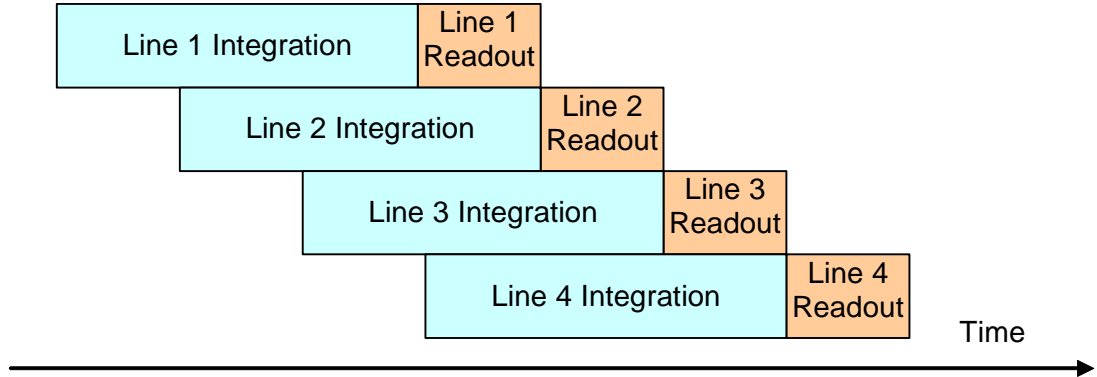 Line 1 Integration
Line 1
Readout
Line 2 Integration
Line 2
Readout
Line 3 Integration
Line 3
Readout
Line 4 Integration
Line 4
Readout
Time